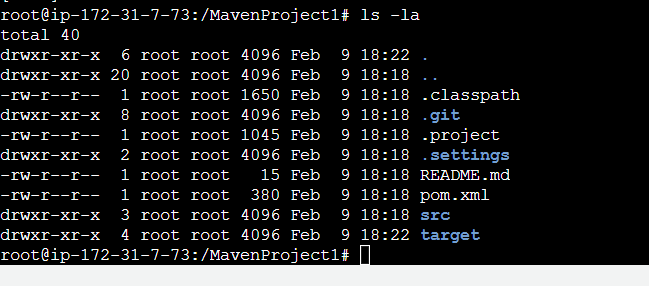 root@ip-172-31-7-73:/MavenProject1# ls -la
total 40
drwxr-xr-x  6 root root 4096 Feb  9 18:22 .
drwxr-xr-x 20 root root 4096 Feb  9 18:18 ..
-rw-r--r--  1 root root 1650 Feb  9 18:18 .classpath
drwxr-xr-x  8 root root 4096 Feb  9 18:18 .git
-rw-r--r--  1 root root 1045 Feb  9 18:18 .project
drwxr-xr-x  2 root root 4096 Feb  9 18:18 .settings
-rw-r--r--  1 root root   15 Feb  9 18:18 README.md
-rw-r--r--  1 root root  380 Feb  9 18:18 pom.xml
drwxr-xr-x  3 root root 4096 Feb  9 18:18 src
drwxr-xr-x  4 root root 4096 Feb  9 18:22 target
root@ip-172-31-7-73:/MavenProject1#